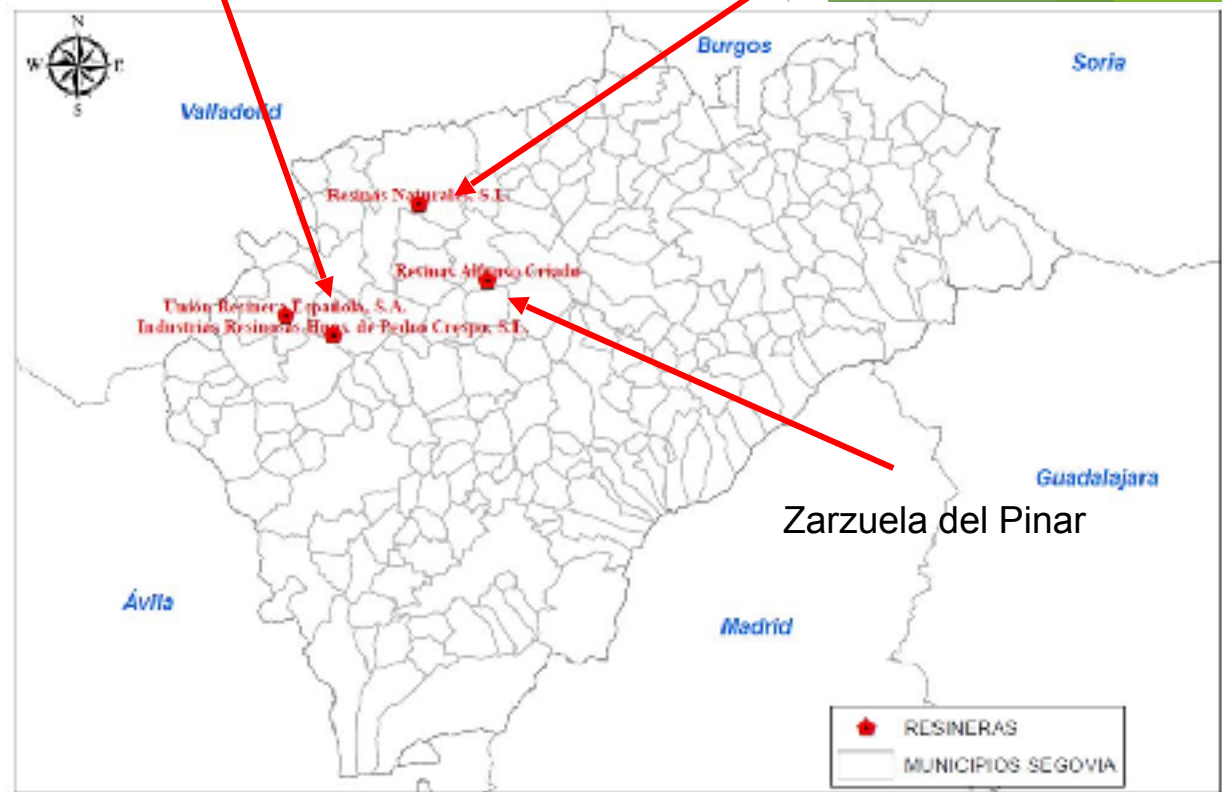 N
W E
S
Burgos
Soria
Valladolid
Resinas Naturales, S.L.
Resinas Alfonso Criado
Unión Resinera Española, S.A.
Industrias Resinosas Hnos. de Pedro Crespo, S.L.
Guadalajara
Zarzuela del Pinar
Ávila
Madrid
RESINERAS
MUNICIPIOS SEGOVIA